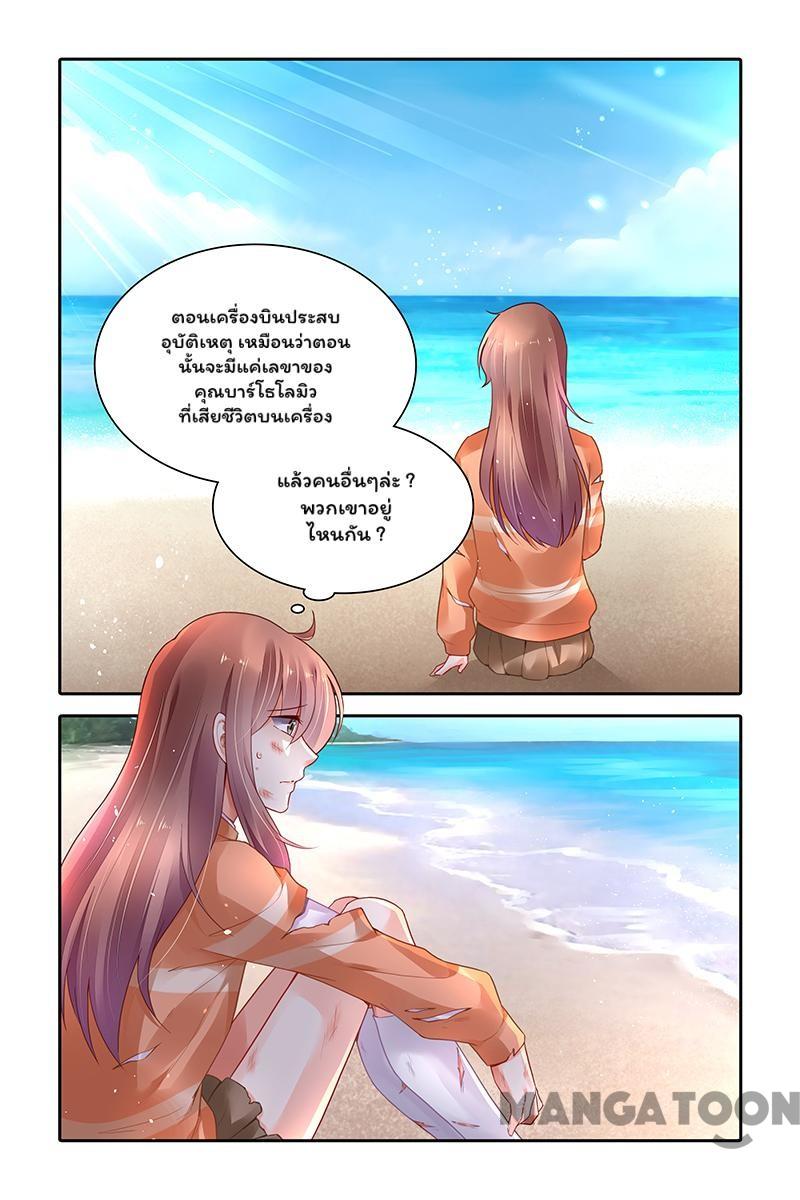 ตอนเครื่องบินประสบ
อุบัติเหตุ เหมือนว่าตอน
นั้นจะมีแค่เลขาของ
คุณบาร์โธโลมิว
ที่เสียชีวิตบนเครื่อง
แล้วคนอื่นๆล่ะ ?
พวกเขาอยู่
ไหนกัน ?
MANGATOON